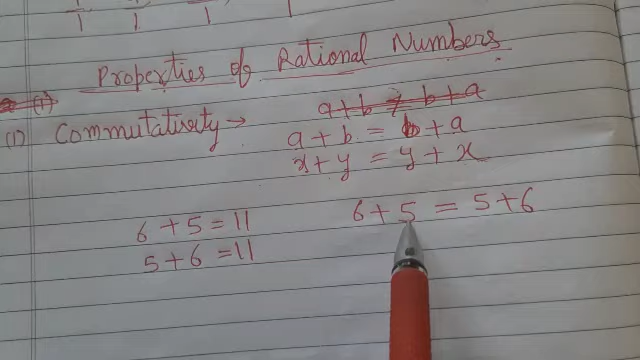 Properties of Rational Numbers
(1) Commutativity → a + b = b + a
x + y = y + x
6 + 5 = 11
5 + 6 = 11
6 + 5 = 5 + 6